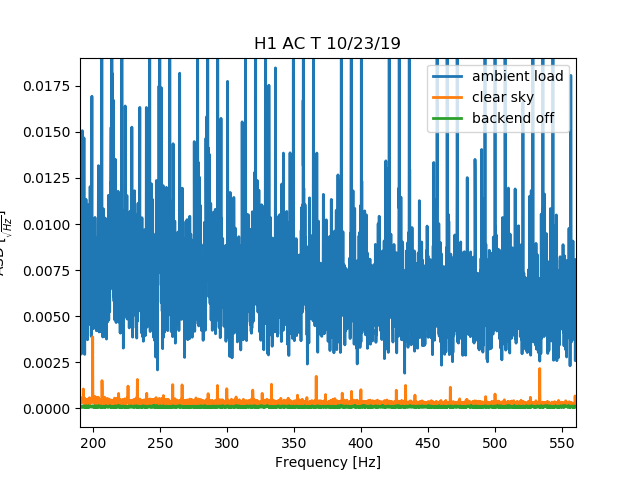 H1 AC T 10/23/19
ambient load
clear sky
backend off
0.0175
0.0150
0.0125
0.0100
0.0075
0.0050
0.0025
0.0000
200 250 300 350 400 450 500 550
Frequency [Hz]